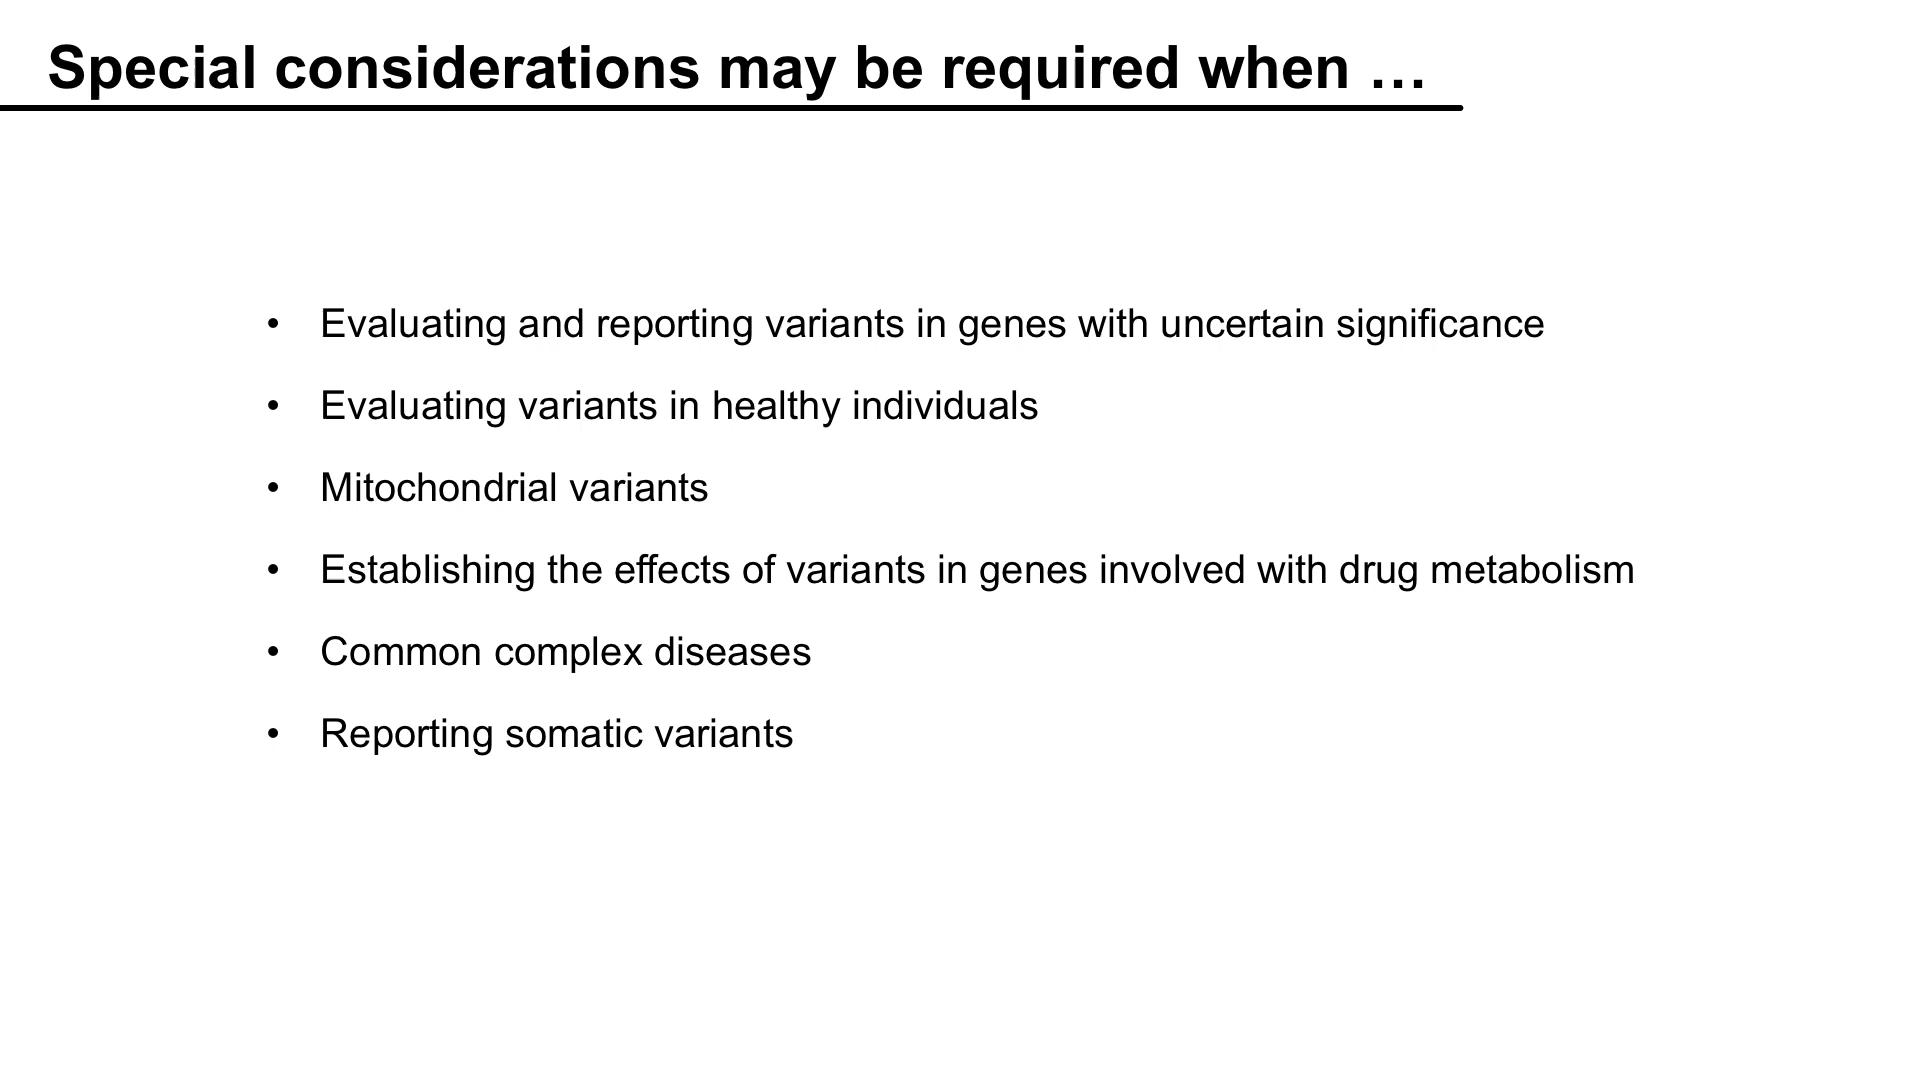 Special considerations may be required when …
• Evaluating and reporting variants in genes with uncertain significance
• Evaluating variants in healthy individuals
• Mitochondrial variants
• Establishing the effects of variants in genes involved with drug metabolism
• Common complex diseases
• Reporting somatic variants